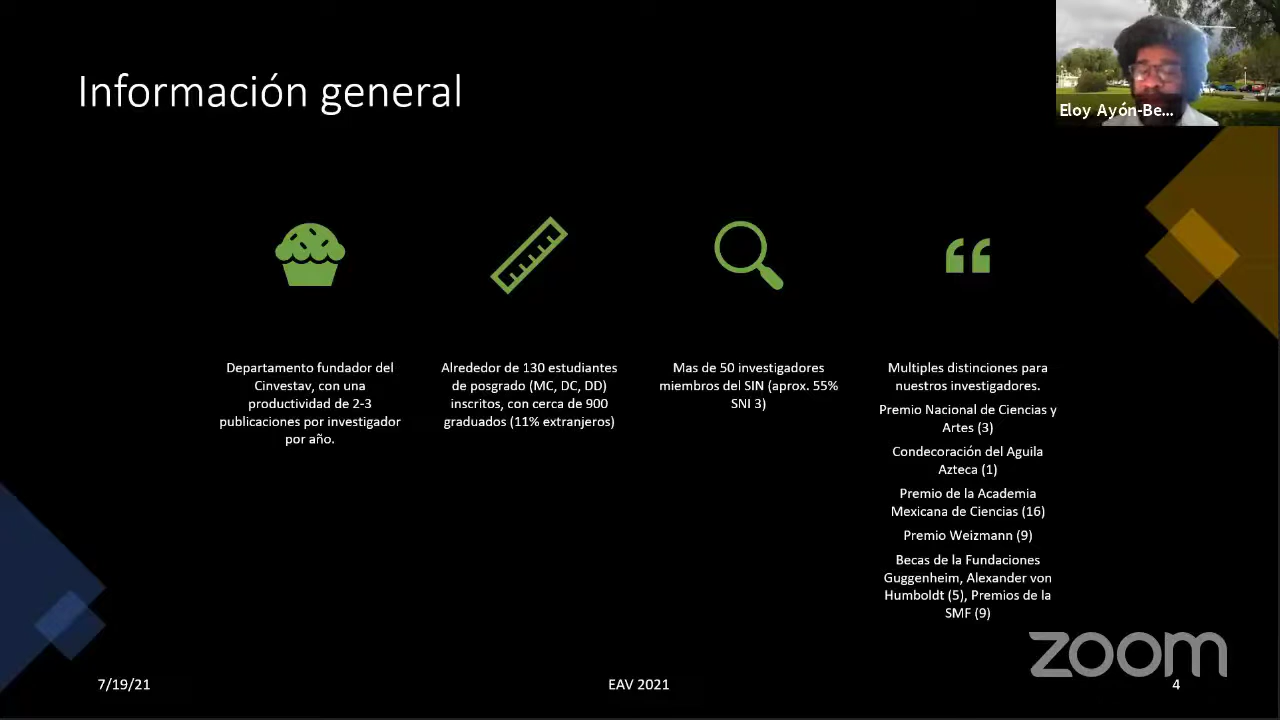 Información general
Eloy Ayón-Be...
Departamento fundador del
Cinvestav, con una
productividad de 2-3
publicaciones por investigador
por año.
Alrededor de 130 estudiantes
de posgrado (MC, DC, DD)
inscritos, con cerca de 900
graduados (11% extranjeros)
Mas de 50 investigadores
miembros del SIN (aprox. 55%
SNI 3)
Multiples distinciones para
nuestros investigadores.
Premio Nacional de Ciencias y
Artes (3)
Condecoración del Aguila
Azteca (1)
Premio de la Academia
Mexicana de Ciencias (16)
Premio Weizmann (9)
Becas de la Fundaciones
Guggenheim, Alexander von
Humboldt (5), Premios de la
SMF (9)
zoom
7/19/21
EAV 2021
4